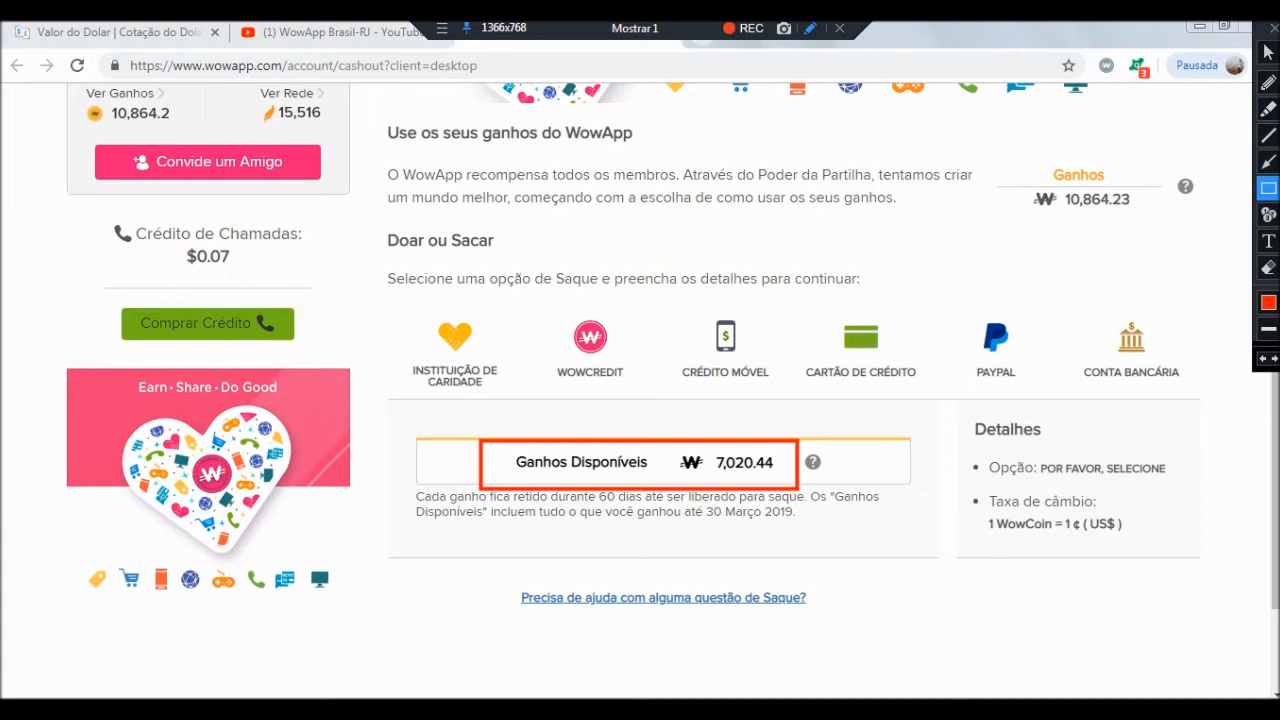 Valor do Dolar | Cotação do Dola
(1) WowApp Brasil-RJ - YouTub
1366x768
Mostrar1
REC
https://www.wowapp.com/account/cashout?client=desktop
3
Pausada
Ver Ganhos
Ver Rede
10,864.2
15,516
Convide um Amigo
Crédito de Chamadas:
$0.07
Comprar Crédito
Earn • Share • Do Good
Use os seus ganhos do WowApp
O WowApp recompensa todos os membros. Através do Poder da Partilha, tentamos criar
um mundo melhor, começando com a escolha de como usar os seus ganhos.
Ganhos
10,864.23
Doar ou Sacar
Selecione uma opção de Saque e preencha os detalhes para continuar:
INSTITUIÇÃO DE
CARIDADE
WOWCREDIT
CRÉDITO MÓVEL
CARTÃO DE CRÉDITO
PAYPAL
CONTA BANCÁRIA
Ganhos Disponíveis 7,020.44
Cada ganho fica retido durante 60 dias até ser liberado para saque. Os "Ganhos
Disponíveis" incluem tudo o que você ganhou até 30 Março 2019.
Detalhes
Opção: POR FAVOR, SELECIONE
Taxa de câmbio:
1 WowCoin = 1 ¢ ( US$ )
Precisa de ajuda com alguma questão de Saque?